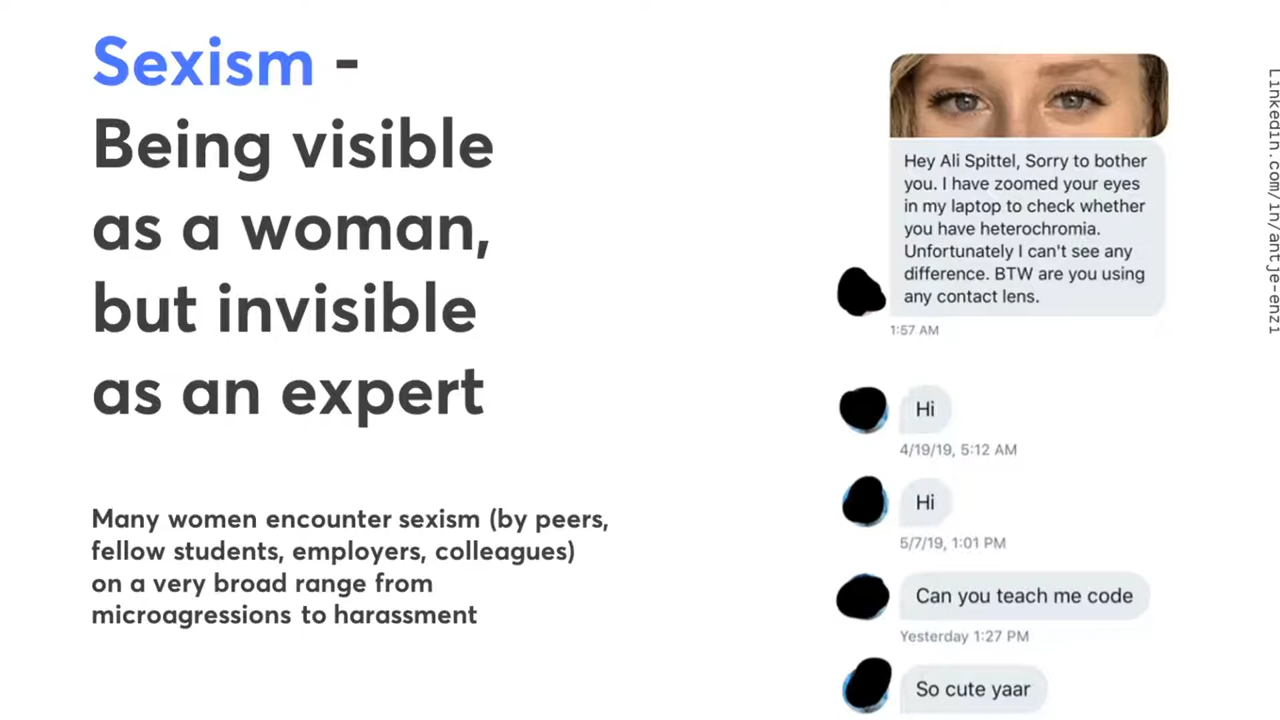 Sexism -
Being visible
as a woman,
but invisible
as an expert
Many women encounter sexism (by peers,
fellow students, employers, colleagues)
on a very broad range from
microagressions to harassment
Hey Ali Spittel, Sorry to bother
you. I have zoomed your eyes
in my laptop to check whether
you have heterochromia.
Unfortunately I can't see any
difference. BTW are you using
any contact lens.
1:57 AM
Hi
4/19/19, 5:12 AM
Hi
5/7/19, 1:01 PM
Can you teach me code
Yesterday 1:27 PM
So cute yaar
Linkedin.com/in/antje-enzi